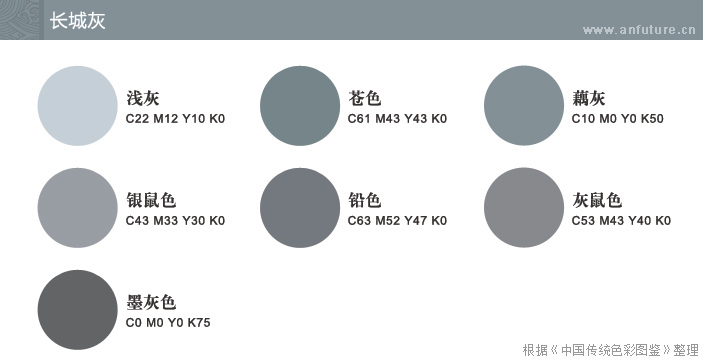 长城灰
www.anfuture.cn
浅灰
C22 M12 Y10 K0
苍色
C61 M43 Y43 K0
藕灰
C10 M0 Y0 K50
银鼠色
C43 M33 Y30 K0
铅色
C63 M52 Y47 K0
灰鼠色
C53 M43 Y40 K0
墨灰色
C0 M0 Y0 K75
根据《中国传统色彩图鉴》整理